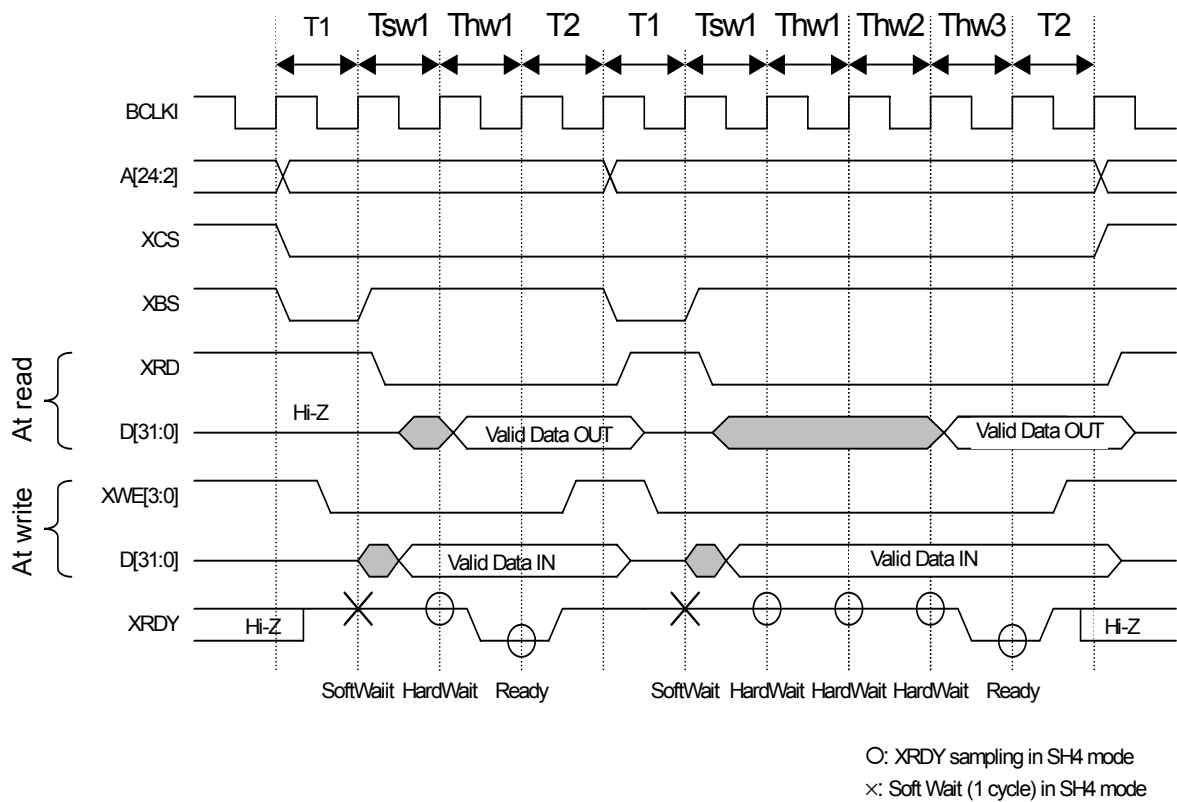 T1 Tsw1 Thw1 T2 T1 Tsw1 Thw1 Thw2 Thw3 T2
BCLKI
A[24:2]
XCS
XBS
At read
XRD
Hi-Z
D[31:0] Valid Data OUT Valid Data OUT
At write
XWE[3:0]
D[31:0] Valid Data IN Valid Data IN
XRDY Hi-Z Hi-Z
SoftWaiit HardWait Ready SoftWait HardWait HardWait HardWait Ready
O: XRDY sampling in SH4 mode
×: Soft Wait (1 cycle) in SH4 mode